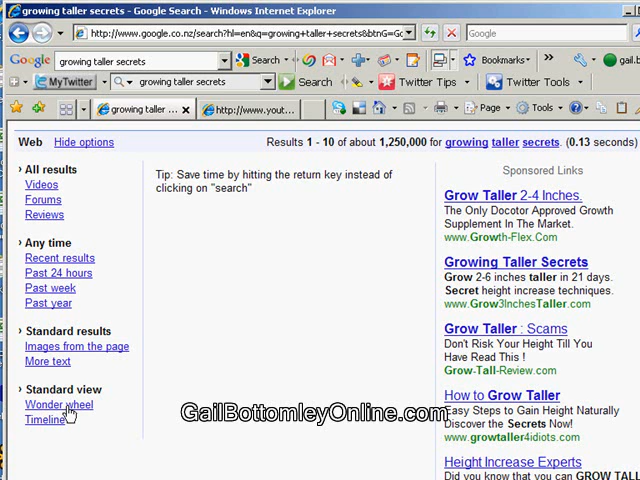 growing taller secrets - Google Search - Windows Internet Explorer
http://www.google.co.nz/search?hl=en&q=growing+taller+secrets&btnG=Go
Google
Google growing taller secrets Search Bookmarks gail.b
MyTwitter growing taller secrets Search Twitter Tips Twitter Tools
growing taller ... http://www.yout... Page Tools
Web Hide options Results 1 - 10 of about 1,250,000 for growing taller secrets. (0.13 seconds)
› All results
Videos
Forums
Reviews
› Any time
Recent results
Past 24 hours
Past week
Past year
› Standard results
Images from the page
More text
› Standard view
Wonder wheel
Timeline
Tip: Save time by hitting the return key instead of
clicking on "search"
Sponsored Links
Grow Taller 2-4 Inches.
The Only Docotor Approved Growth
Supplement In The Market.
www.Growth-Flex.Com
Growing Taller Secrets
Grow 2-6 inches taller in 21 days.
Secret height increase techniques.
www.Grow3InchesTaller.com
Grow Taller : Scams
Don't Risk Your Height Till You
Have Read This !
Grow-Tall-Review.com
How to Grow Taller
Easy Steps to Gain Height Naturally
Discover the Secrets Now!
www.growtaller4idiots.com
Height Increase Experts
Did you know that you can GROW TALL
GailBottomleyOnline.com